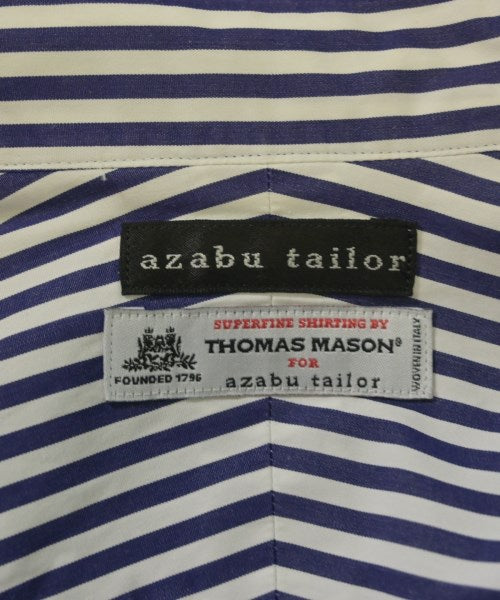 azabu tailor
SUPERFINE SHIRTING BY
THOMAS MASON®
FOR
azabu tailor
FOUNDED 1796
WOVEN IN ITALY